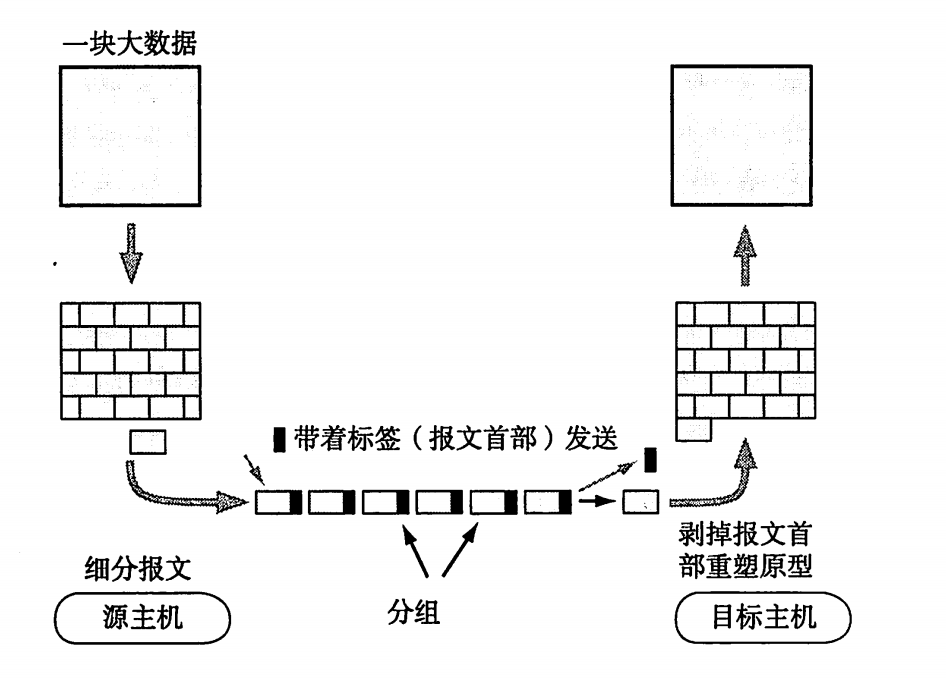 一块大数据
带着标签（报文首部）发送
剥掉报文首
部重塑原型
细分报文
源主机
分组
目标主机